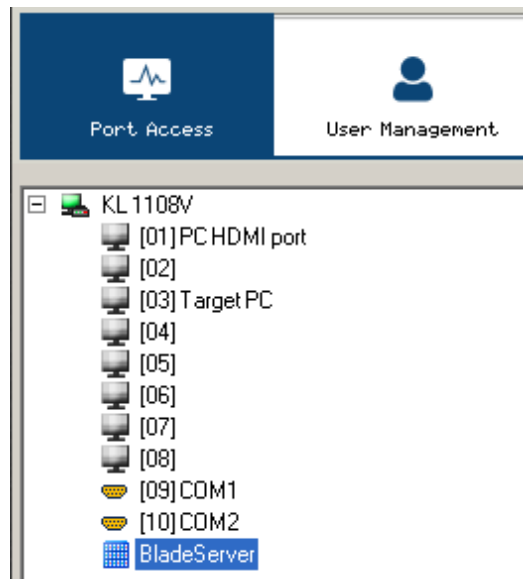 Port Access
User Management
KL1108V
[01]PC HDMI port
[02]
[03]Target PC
[04]
[05]
[06]
[07]
[08]
[09]COM1
[10]COM2
BladeServer